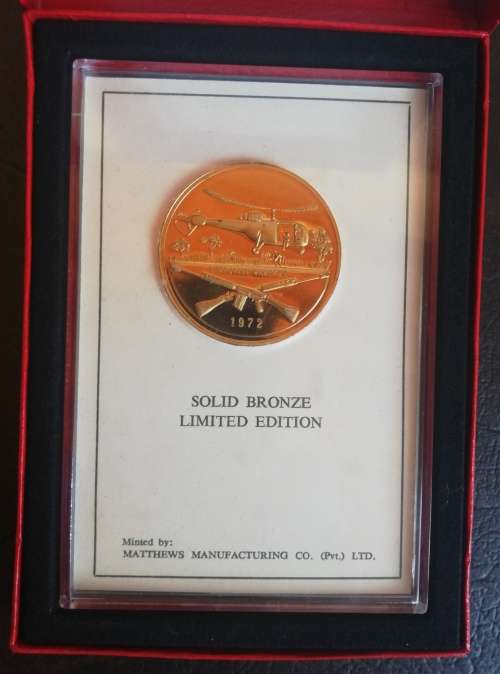 1972
SOLID BRONZE
LIMITED EDITION
Minted by:
MATTHEWS MANUFACTURING CO. (Pvt.) LTD.